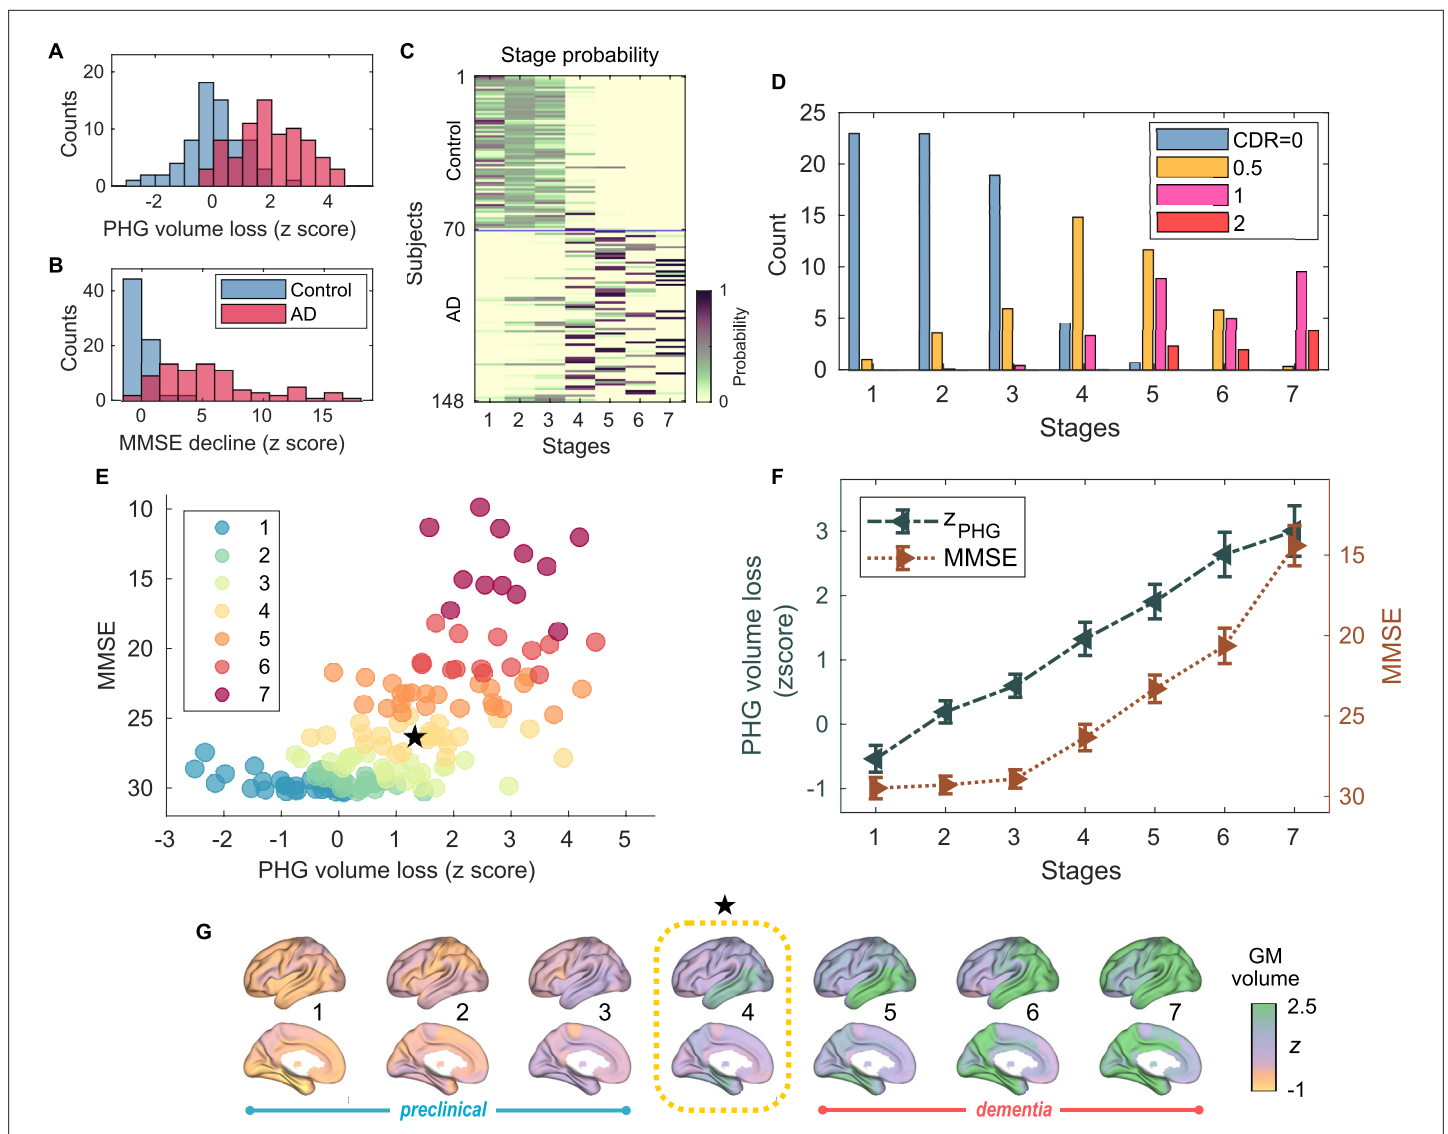 A
20
10
0
Counts
-2
0
2
4
PHG volume loss (z score)
B
40
20
0
Counts
Control
AD
0
5
10
15
MMSE decline (z score)
C
Stage probability
1
70
148
Control
AD
Subjects
1
2
3
4
5
6
7
Stages
1
0
Probability
D
25
20
15
10
5
0
Count
CDR=0
0.5
1
2
1
2
3
4
5
6
7
Stages
E
10
15
20
25
30
MMSE
1
2
3
4
5
6
7
-3
-2
-1
0
1
2
3
4
5
PHG volume loss (z score)
F
3
2
1
0
-1
PHG volume loss
(zscore)
zPHG
MMSE
15
20
25
30
MMSE
1
2
3
4
5
6
7
Stages
G
1
2
3
4
5
6
7
preclinical
dementia
GM
volume
2.5
z
-1